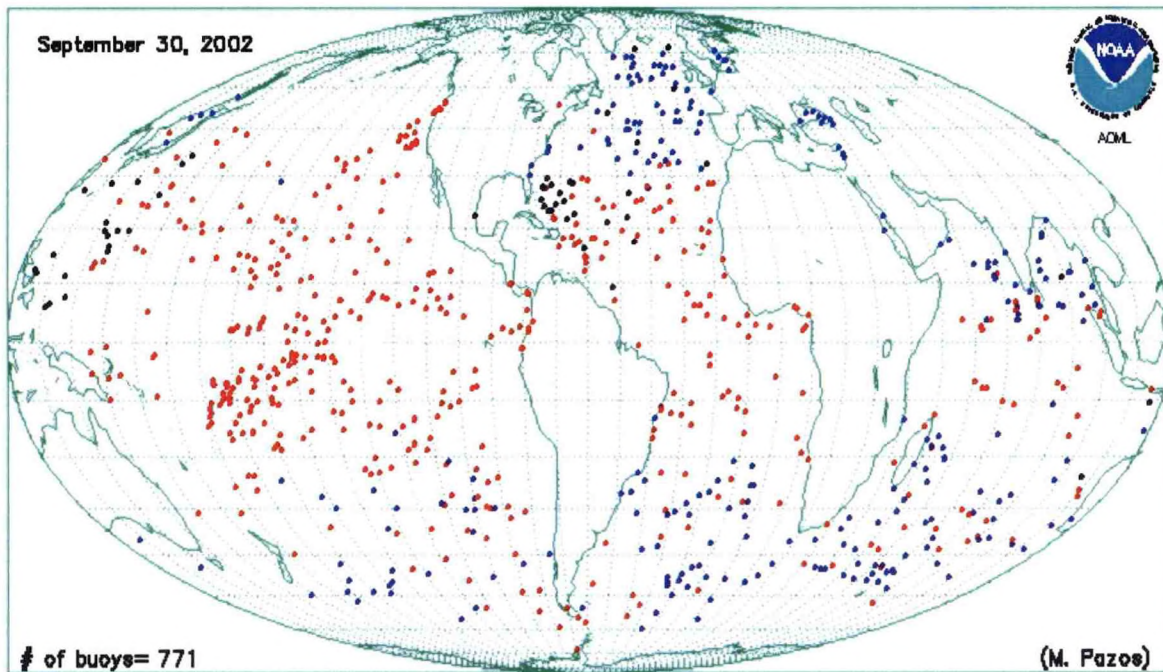 September 30, 2002
NOAA
AOML
# of buoys= 771
(M. Pazos)